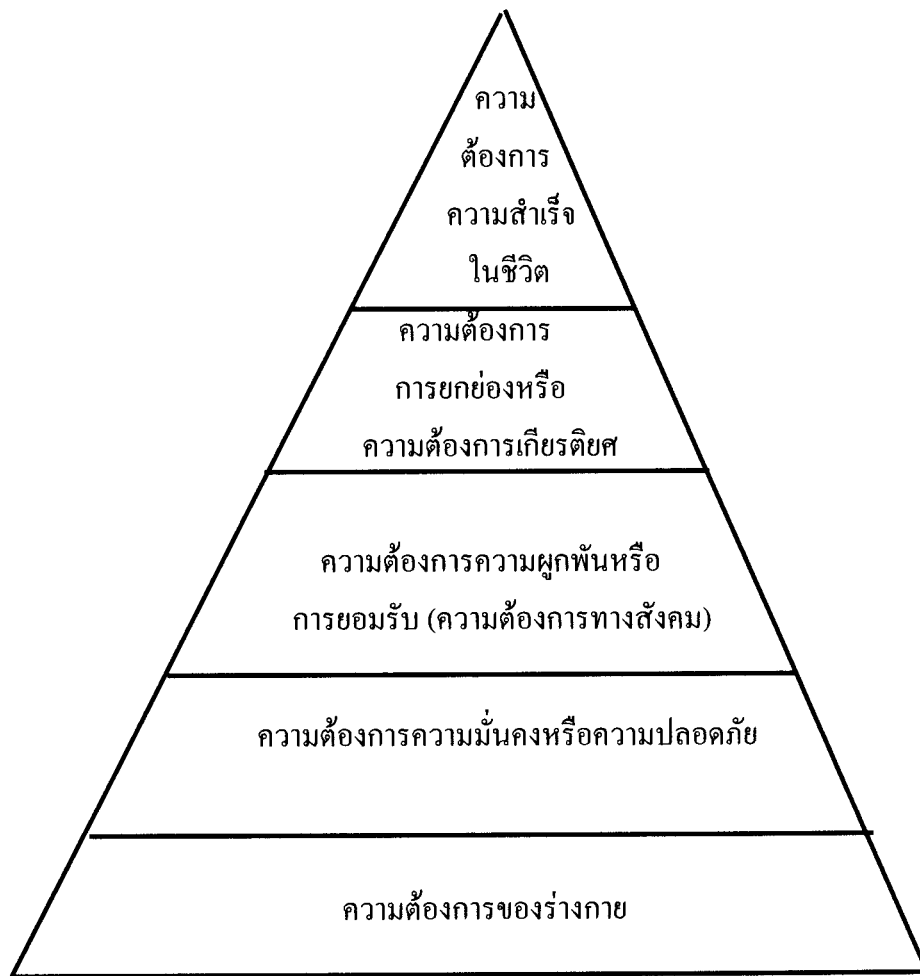 ความ
ต้องการ
ความสำเร็จ
ในชีวิต
ความต้องการ
การยกย่องหรือ
ความต้องการเกียรติยศ
ความต้องการความผูกพันหรือ
การยอมรับ (ความต้องการทางสังคม)
ความต้องการความมั่นคงหรือความปลอดภัย
ความต้องการของร่างกาย